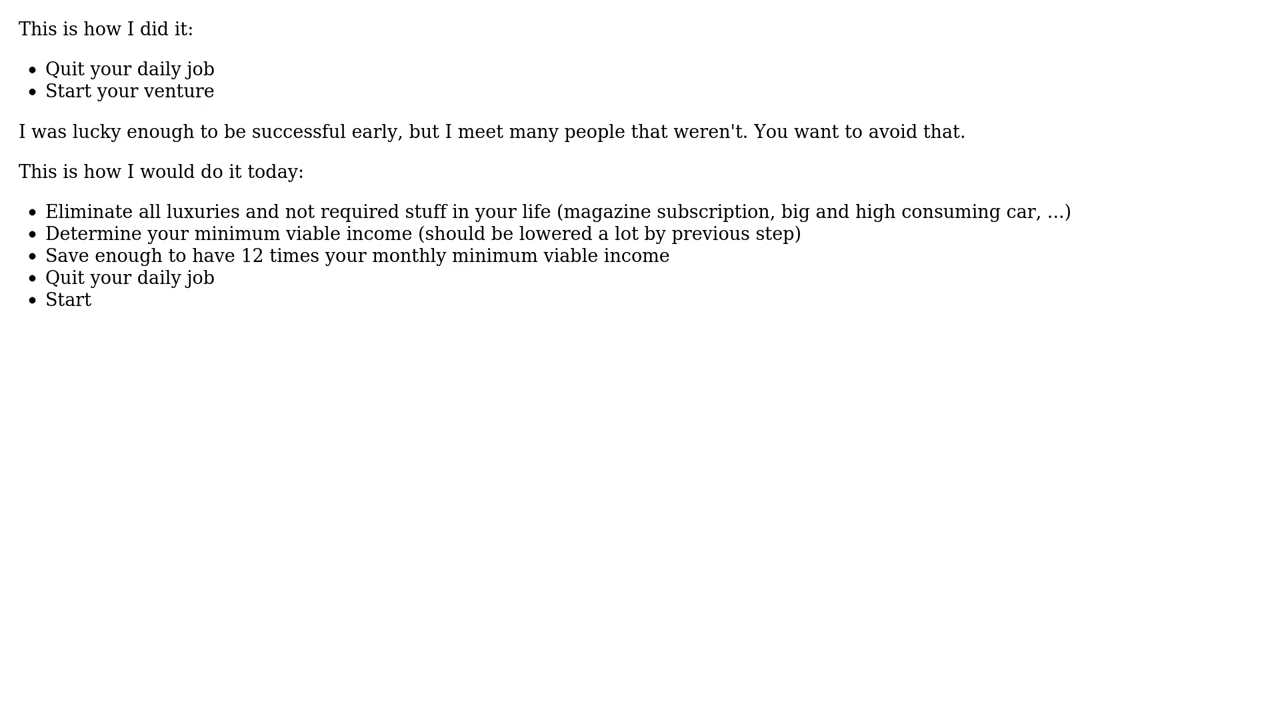 This is how I did it:
• Quit your daily job
• Start your venture
I was lucky enough to be successful early, but I meet many people that weren't. You want to avoid that.
This is how I would do it today:
• Eliminate all luxuries and not required stuff in your life (magazine subscription, big and high consuming car, ...)
• Determine your minimum viable income (should be lowered a lot by previous step)
• Save enough to have 12 times your monthly minimum viable income
• Quit your daily job
• Start